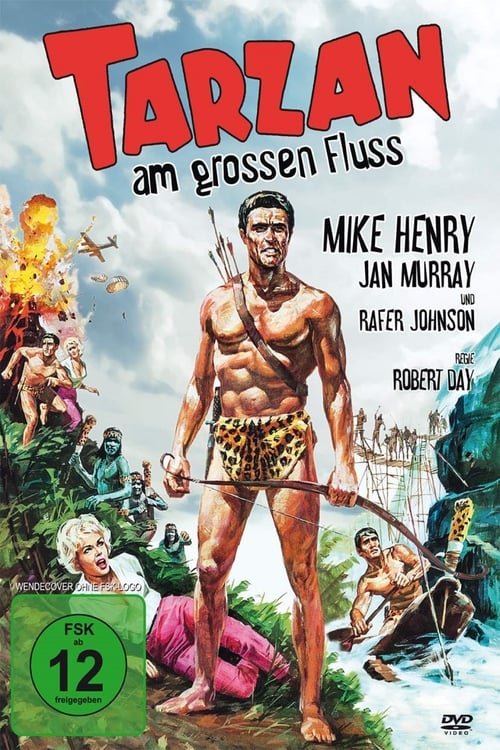 TARZAN
am grossen Fluss
MIKE HENRY
JAN MURRAY
UND
RAFER JOHNSON
REGIE
ROBERT DAY
WENDECOVER OHNE FSK-LOGO
FSK
ab
12
freigegeben
DVD
VIDEO